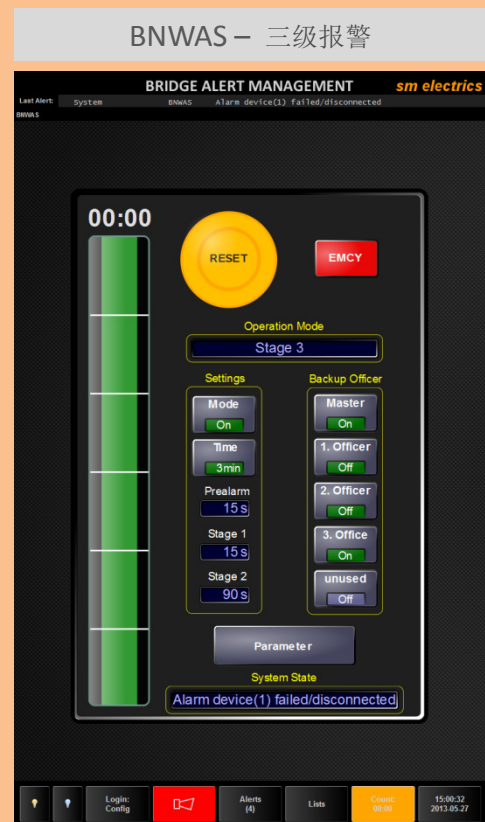 BNWAS – 三级报警
BRIDGE ALERT MANAGEMENT sm electrics
Last Alert: System BNWAS Alarm device(1) failed/disconnected
BNWAS
00:00
RESET
EMCY
Operation Mode
Stage 3
Settings Backup Officer
Mode Master
On On
Time 1. Officer
3min Off
Prealarm 2. Officer
15 s Off
Stage 1 3. Office
15 s On
Stage 2 unused
90 s Off
Parameter
System State
Alarm device(1) failed/disconnected
Login: Alerts Count: 15:00:32
Config (4) Lists 00:00 2013-05-27